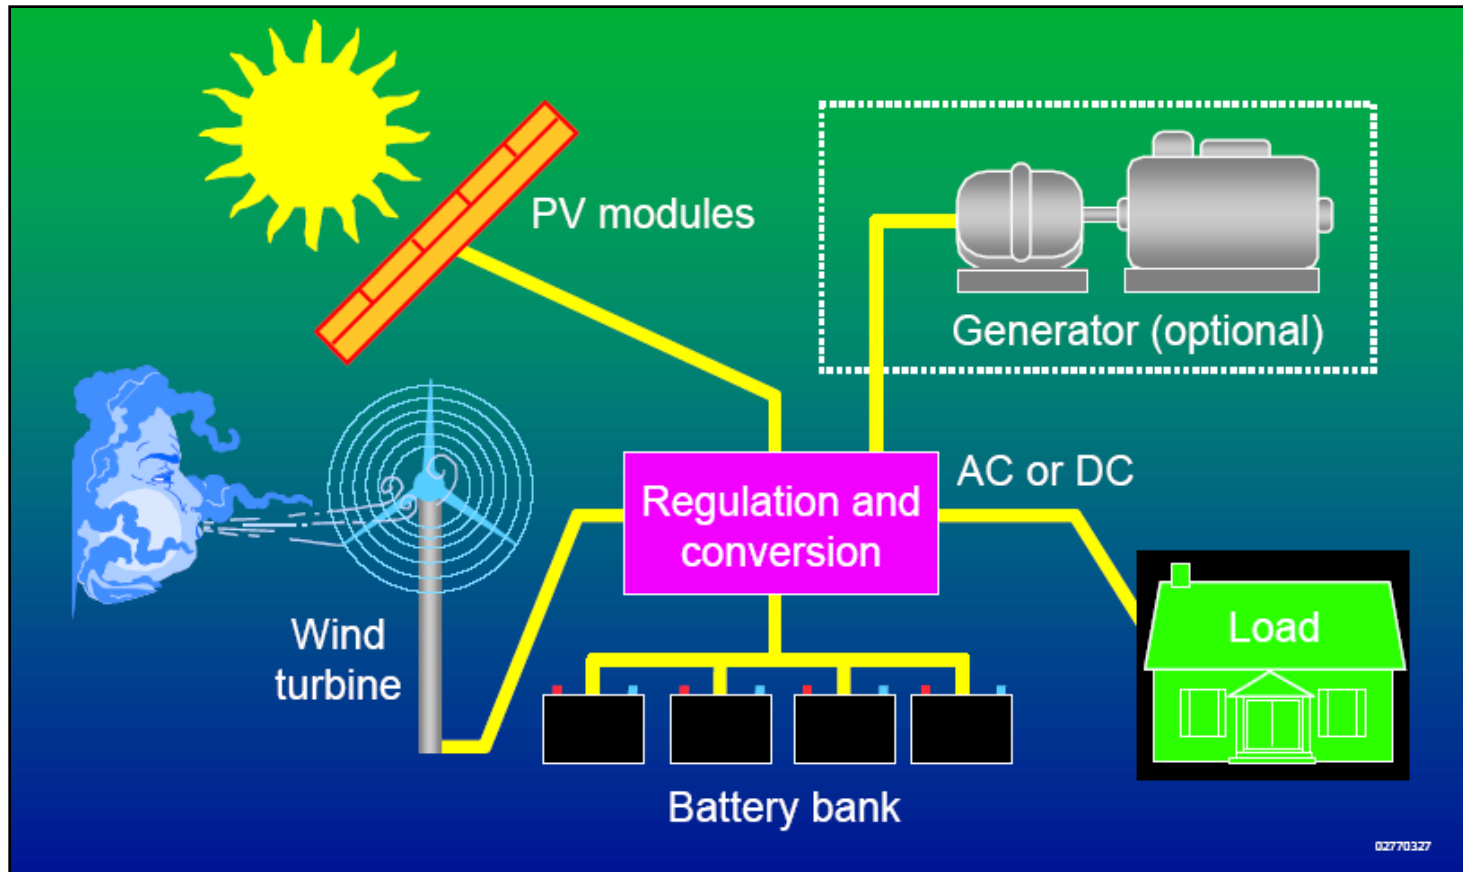 PV modules
Generator (optional)
AC or DC
Regulation and
conversion
Wind
turbine
Load
Battery bank
02770327